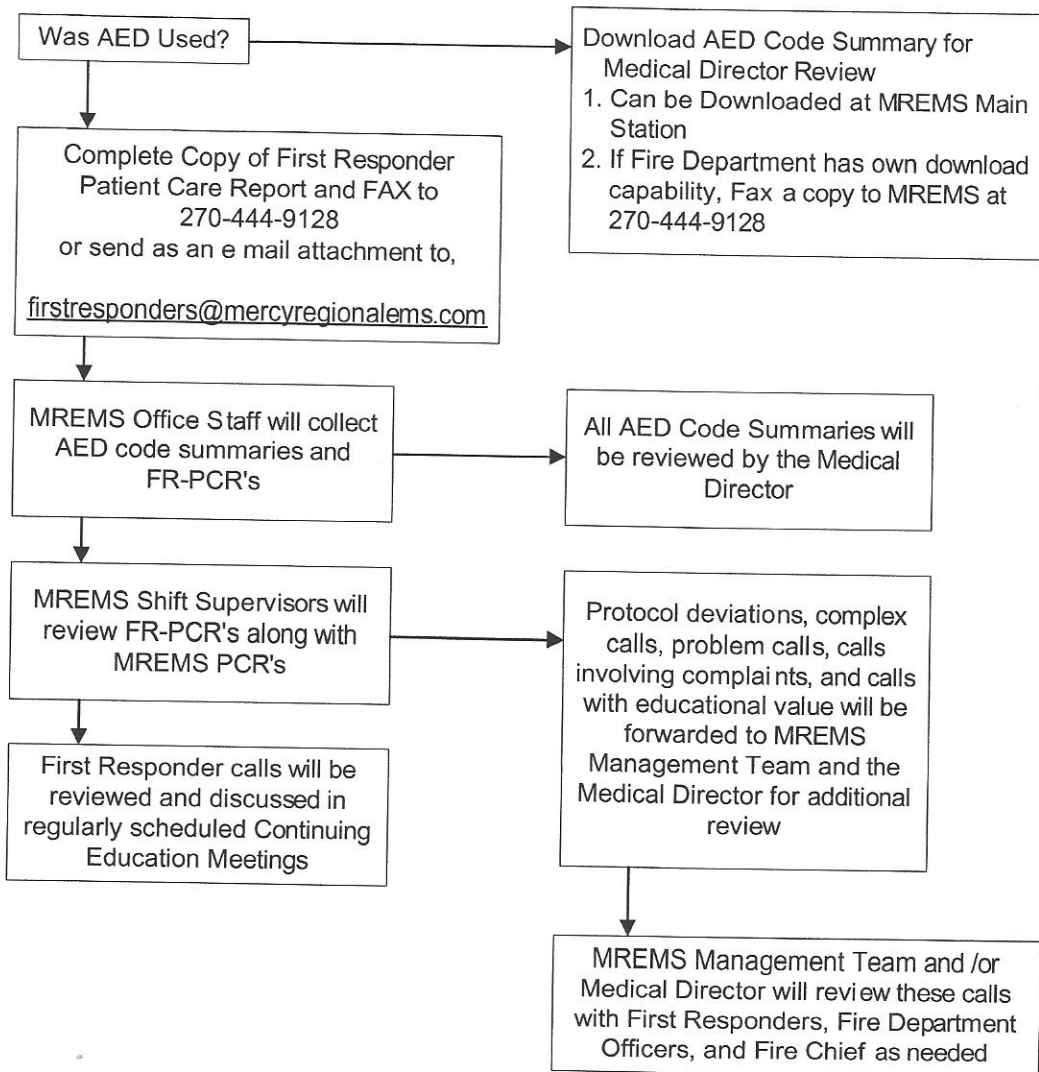 Was AED Used?
Download AED Code Summary for
Medical Director Review
1. Can be Downloaded at MREMS Main
Station
2. If Fire Department has own download
capability, Fax a copy to MREMS at
270-444-9128
Complete Copy of First Responder
Patient Care Report and FAX to
270-444-9128
or send as an e mail attachment to,
firstresponders@mercyregionalems.com
MREMS Office Staff will collect
AED code summaries and
FR-PCR's
All AED Code Summaries will
be reviewed by the Medical
Director
MREMS Shift Supervisors will
review FR-PCR's along with
MREMS PCR's
Protocol deviations, complex
calls, problem calls, calls
involving complaints, and calls
with educational value will be
forwarded to MREMS
Management Team and the
Medical Director for additional
review
First Responder calls will be
reviewed and discussed in
regularly scheduled Continuing
Education Meetings
MREMS Management Team and /or
Medical Director will review these calls
with First Responders, Fire Department
Officers, and Fire Chief as needed